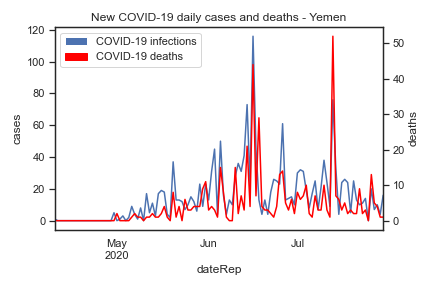 New COVID-19 daily cases and deaths - Yemen
COVID-19 infections
COVID-19 deaths
120
100
80
60
40
20
0
cases
50
40
30
20
10
0
deaths
May
2020
Jun
Jul
dateRep